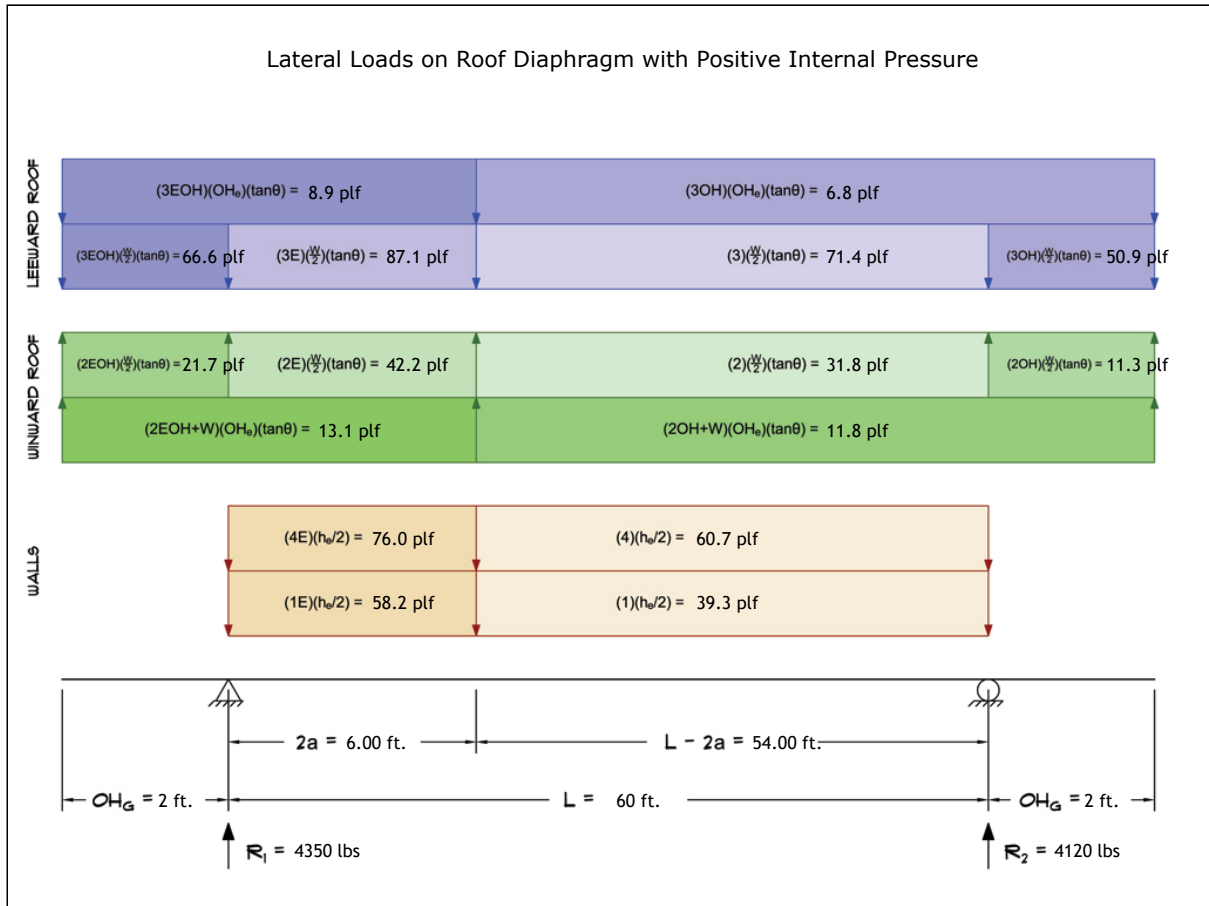 Lateral Loads on Roof Diaphragm with Positive Internal Pressure
LEEWARD ROOF
(3EOH)(OHₑ)(tanθ) = 8.9 plf
(3OH)(OHₑ)(tanθ) = 6.8 plf
(3EOH)(W/2)(tanθ) = 66.6 plf
(3E)(W/2)(tanθ) = 87.1 plf
(3)(W/2)(tanθ) = 71.4 plf
(3OH)(W/2)(tanθ) = 50.9 plf
WINWARD ROOF
(2EOH)(W/2)(tanθ) = 21.7 plf
(2E)(W/2)(tanθ) = 42.2 plf
(2)(W/2)(tanθ) = 31.8 plf
(2OH)(W/2)(tanθ) = 11.3 plf
(2EOH+W)(OHₑ)(tanθ) = 13.1 plf
(2OH+W)(OHₑ)(tanθ) = 11.8 plf
WALLS
(4E)(hₑ/2) = 76.0 plf
(4)(hₑ/2) = 60.7 plf
(1E)(hₑ/2) = 58.2 plf
(1)(hₑ/2) = 39.3 plf
2a = 6.00 ft.
L - 2a = 54.00 ft.
OH_G = 2 ft.
L = 60 ft.
OH_G = 2 ft.
R₁ = 4350 lbs
R₂ = 4120 lbs